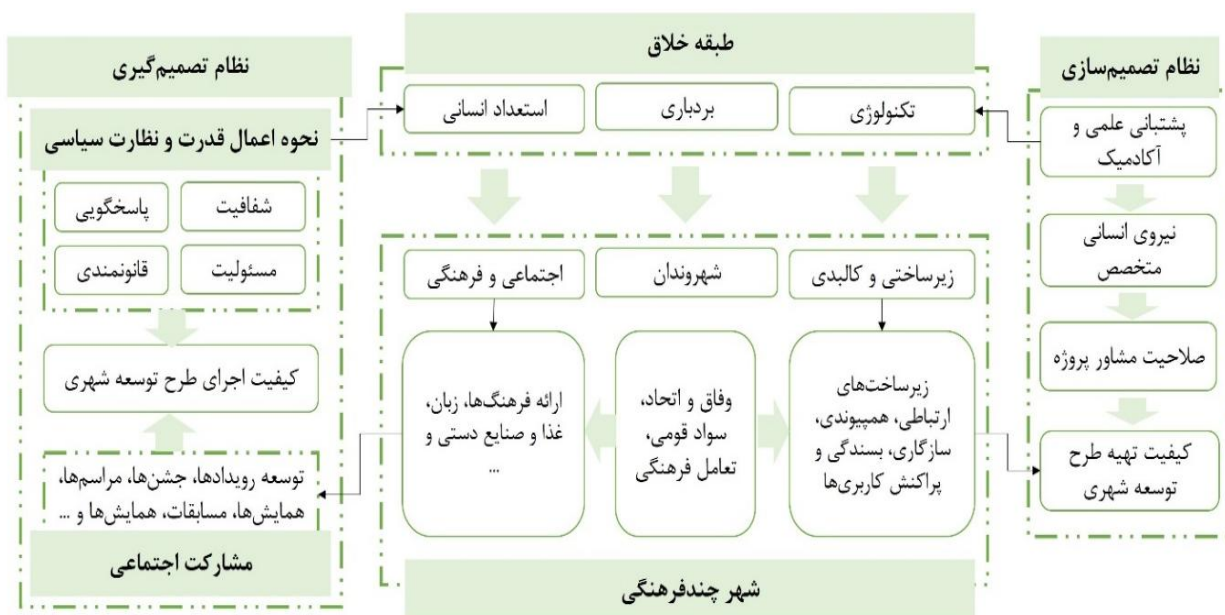 نظام تصمیم‌سازی
پشتبانی علمی و
آکادمیک
نیروی انسانی
متخصص
صلاحیت مشاور پروژه
کیفیت تهیه طرح
توسعه شهری
طبقه خلاق
تکنولوژی
بردباری
استعداد انسانی
زیرساختی و کالبدی
شهروندان
اجتماعی و فرهنگی
زیرساخت‌های
ارتباطی، همپیوندی،
سازگاری، بسندگی و
پراکنش کاربری‌ها
وفاق و اتحاد،
سواد قومی،
تعامل فرهنگی
ارائه فرهنگ‌ها، زبان،
غذا و صنایع دستی و
...
شهر چندفرهنگی
نظام تصمیم‌گیری
نحوه اعمال قدرت و نظارت سیاسی
شفافیت
پاسخگویی
مسئولیت
قانونمندی
کیفیت اجرای طرح توسعه شهری
توسعه رویدادها، جشن‌ها، مراسم‌ها،
همایش‌ها، مسابقات، همایش‌ها و ...
مشارکت اجتماعی